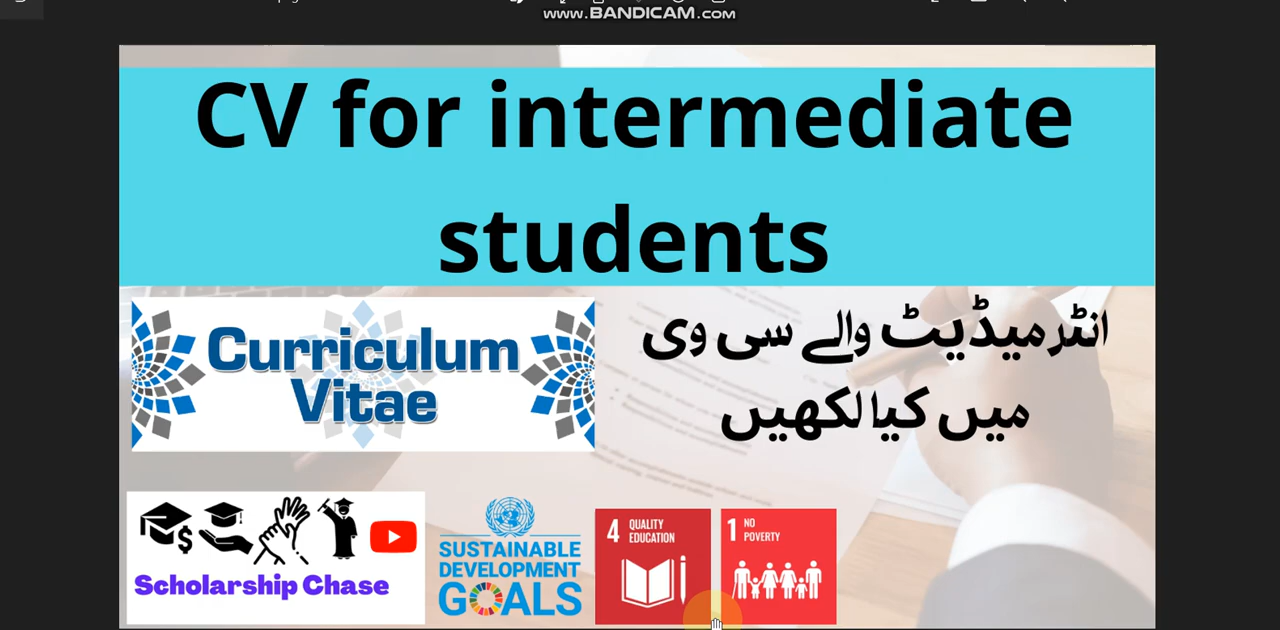 www.BANDICAM.com
CV for intermediate
students
Curriculum
Vitae
انٹرمیڈیٹ والے سی وی
میں کیا لکھیں
Scholarship Chase
SUSTAINABLE
DEVELOPMENT
GOALS
4 QUALITY
EDUCATION
1 NO
POVERTY